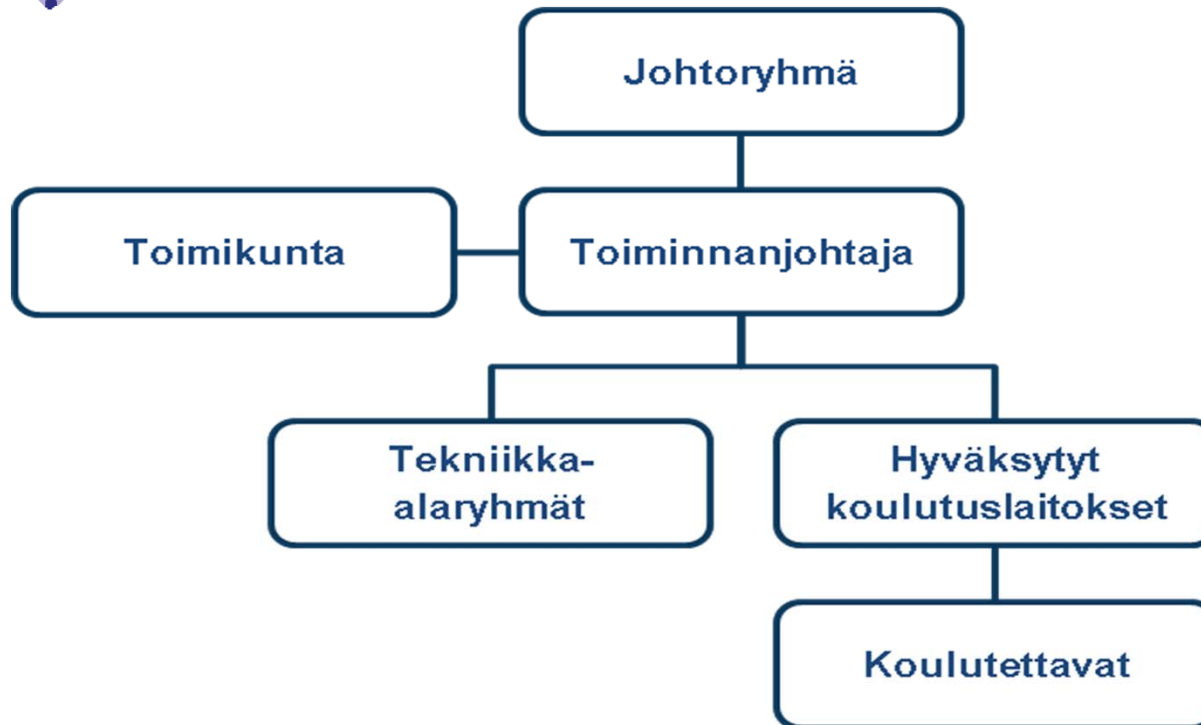 Johtoryhmä
Toimikunta
Toiminnanjohtaja
Tekniikka-
alaryhmät
Hyväksytyt
koulutuslaitokset
Koulutettavat